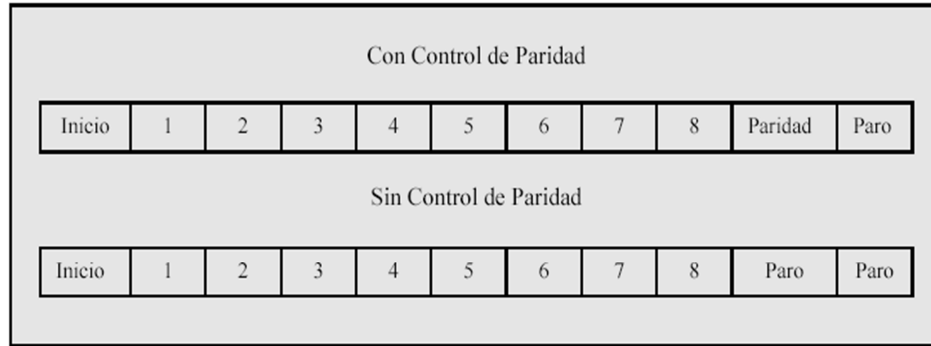 Con Control de Paridad
Inicio 1 2 3 4 5 6 7 8 Paridad Paro
Sin Control de Paridad
Inicio 1 2 3 4 5 6 7 8 Paro Paro